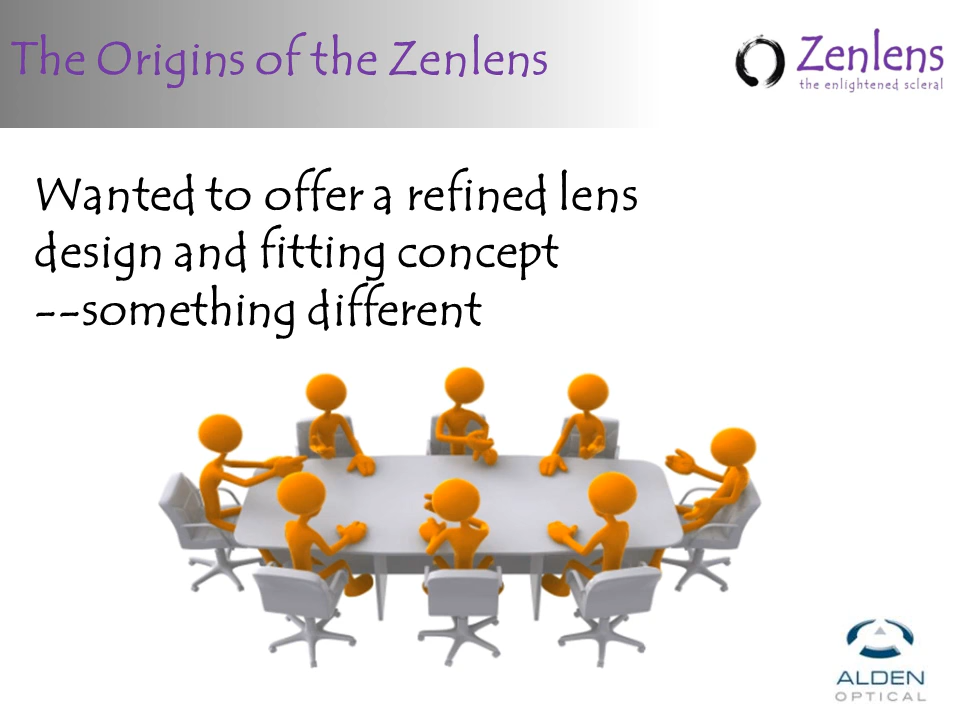 The Origins of the Zenlens
Zenlens
the enlightened scleral
Wanted to offer a refined lens
design and fitting concept
--something different
ALDEN
OPTICAL